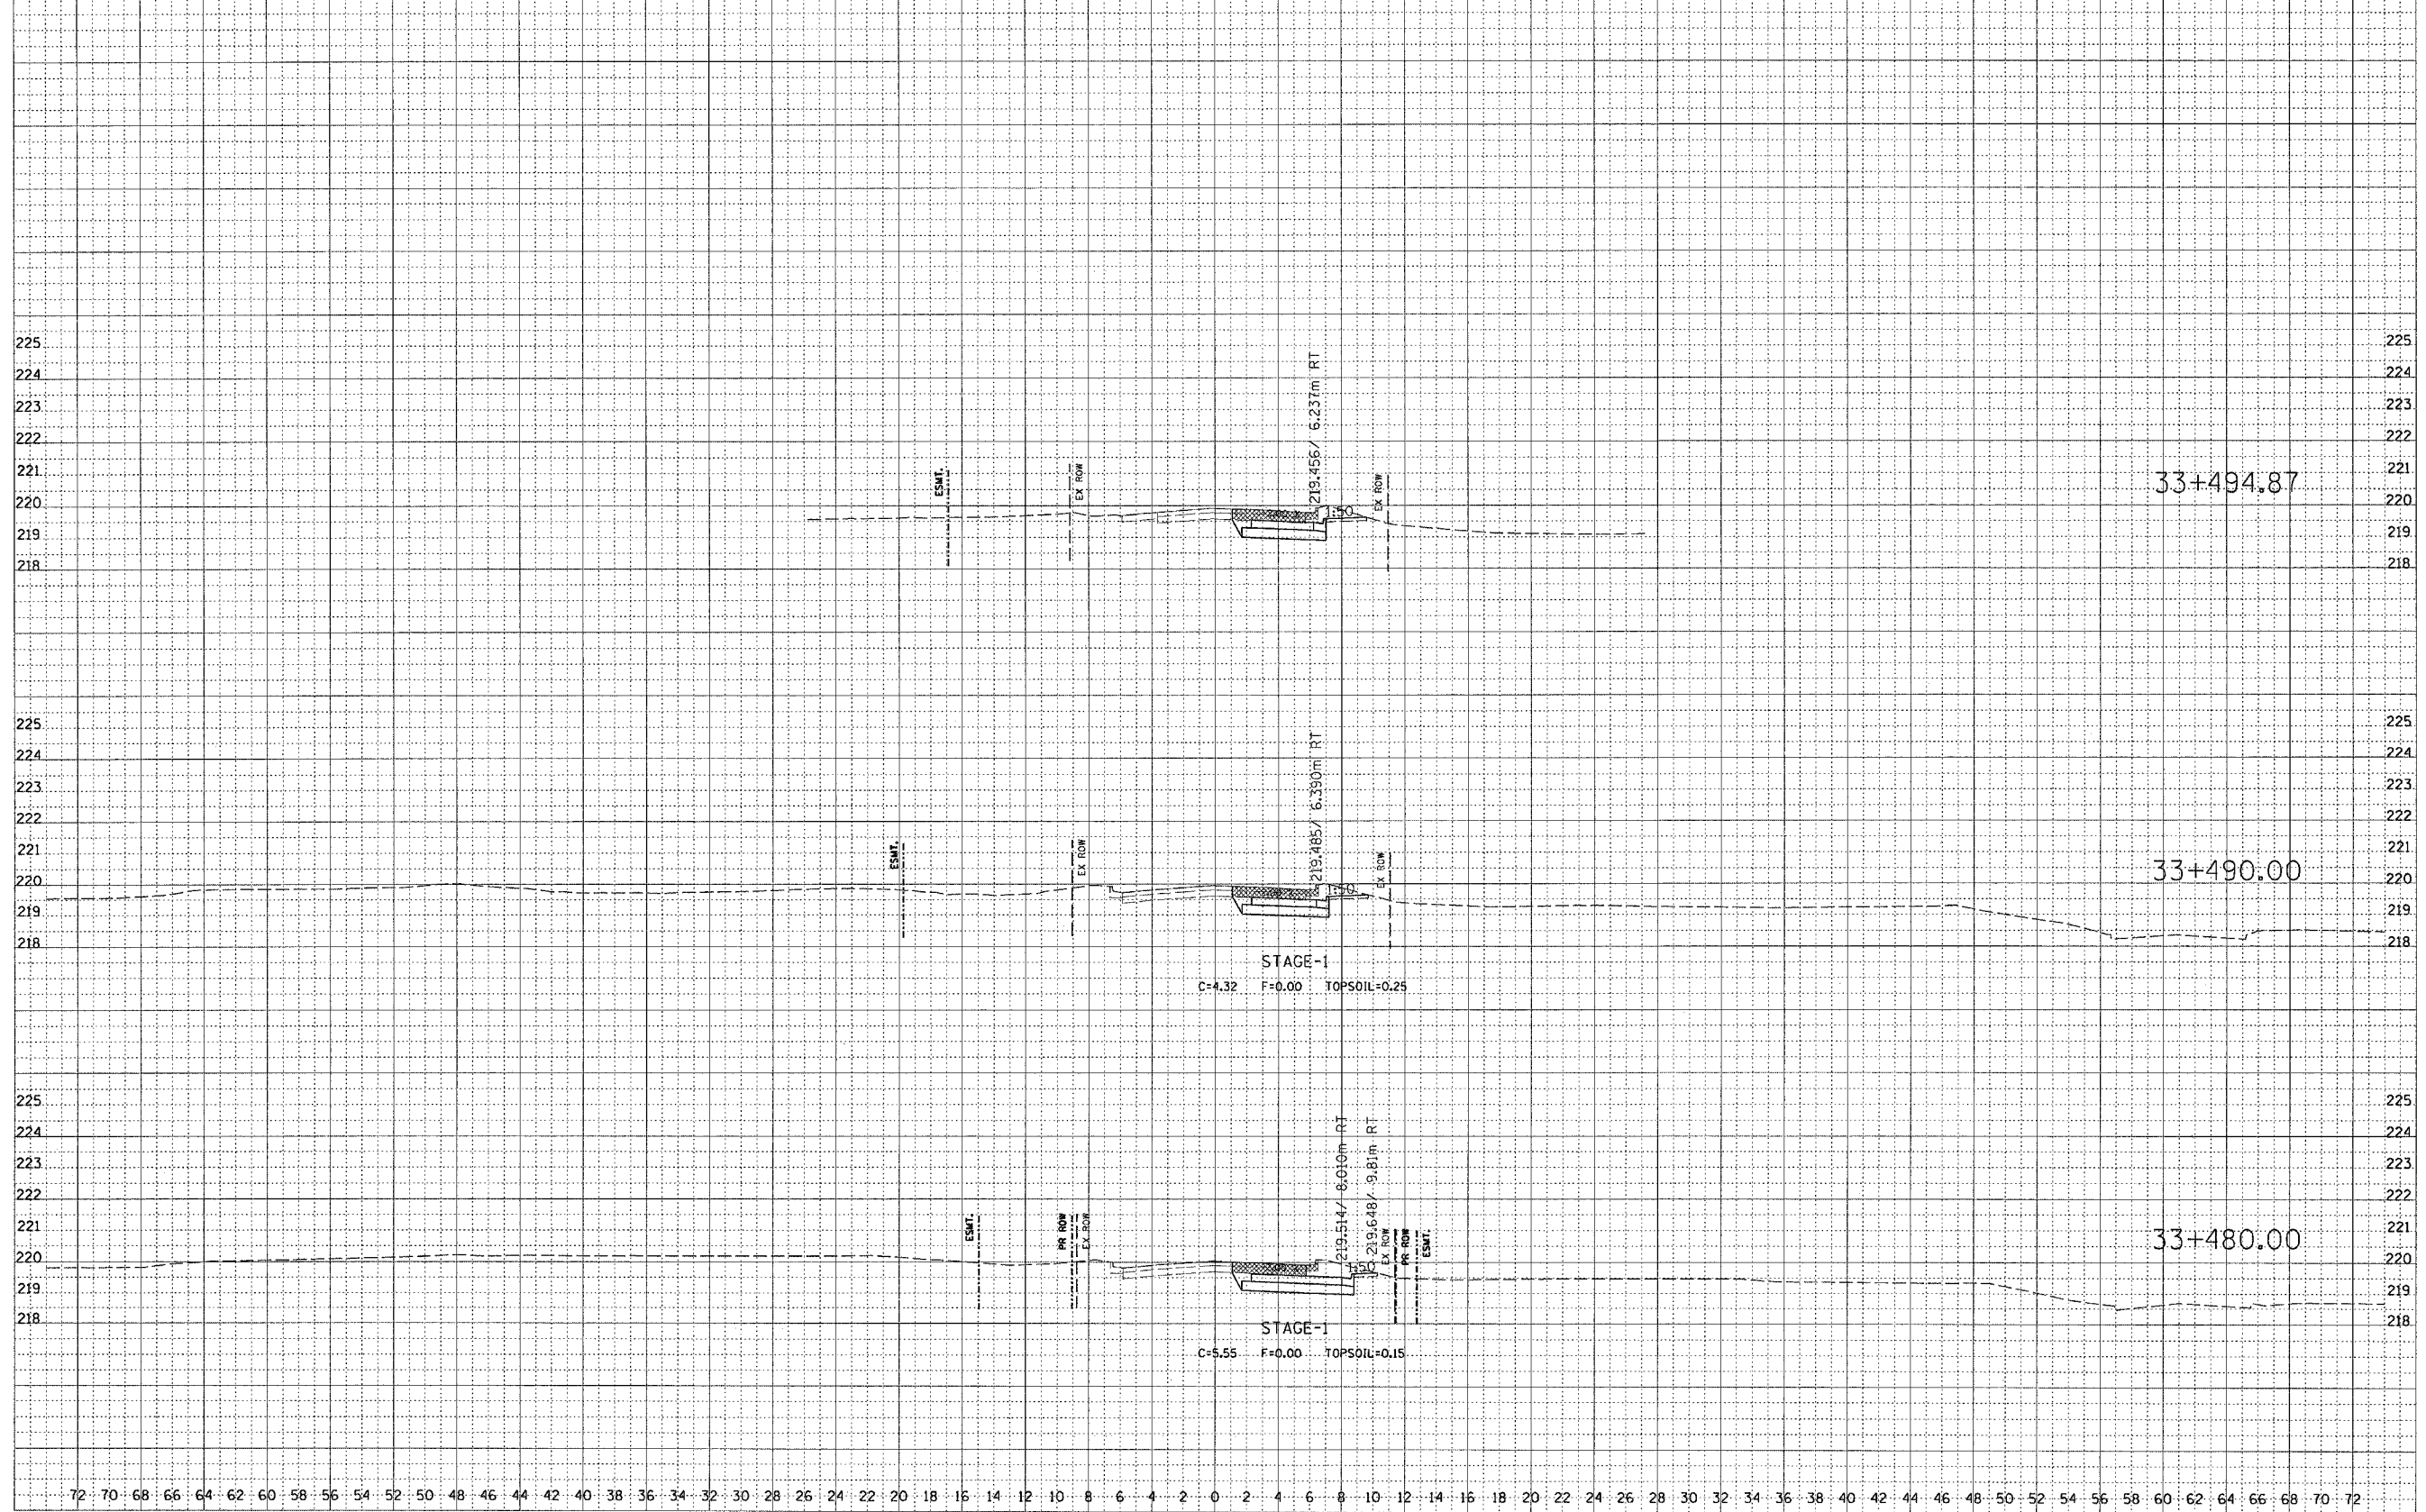 225 225
224 224
223 223
222 222
221 221
220 220
219 219
218 218
ESMT.
EX ROW
219.456/ 6.237m RT
1:50
EX ROW
33+494.87
225 225
224 224
223 223
222 222
221 221
220 220
219 219
218 218
ESMT.
EX ROW
219.485/ 6.390m RT
1:50
EX ROW
33+490.00
STAGE-1
C=4.32 F=0.00 TOPSOIL=0.25
225 225
224 224
223 223
222 222
221 221
220 220
219 219
218 218
ESMT.
PR ROW
EX ROW
219.514/ 8.010m RT
219.648/ 9.81m RT
1:50
EX ROW
PR ROW
ESMT.
33+480.00
STAGE-1
C=5.55 F=0.00 TOPSOIL=0.15
72 70 68 66 64 62 60 58 56 54 52 50 48 46 44 42 40 38 36 34 32 30 28 26 24 22 20 18 16 14 12 10 8 6 4 2 0 2 4 6 8 10 12 14 16 18 20 22 24 26 28 30 32 34 36 38 40 42 44 46 48 50 52 54 56 58 60 62 64 66 68 70 72